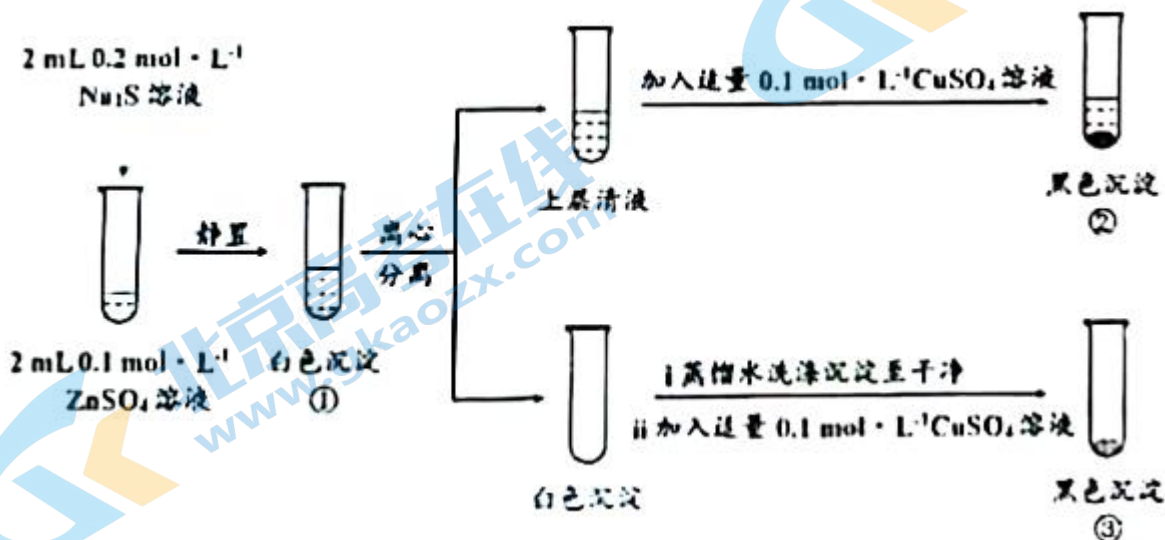 2 mL 0.2 mol · L⁻¹
Na₂S 溶液
2 mL 0.1 mol · L⁻¹
ZnSO₄ 溶液
静置
白色沉淀
①
离心
分离
上层清液
加入适量 0.1 mol · L⁻¹CuSO₄ 溶液
黑色沉淀
②
白色沉淀
i 蒸馏水洗涤沉淀至干净
ii 加入适量 0.1 mol · L⁻¹CuSO₄ 溶液
黑色沉淀
③
北京高考在线
www.gkaozx.com